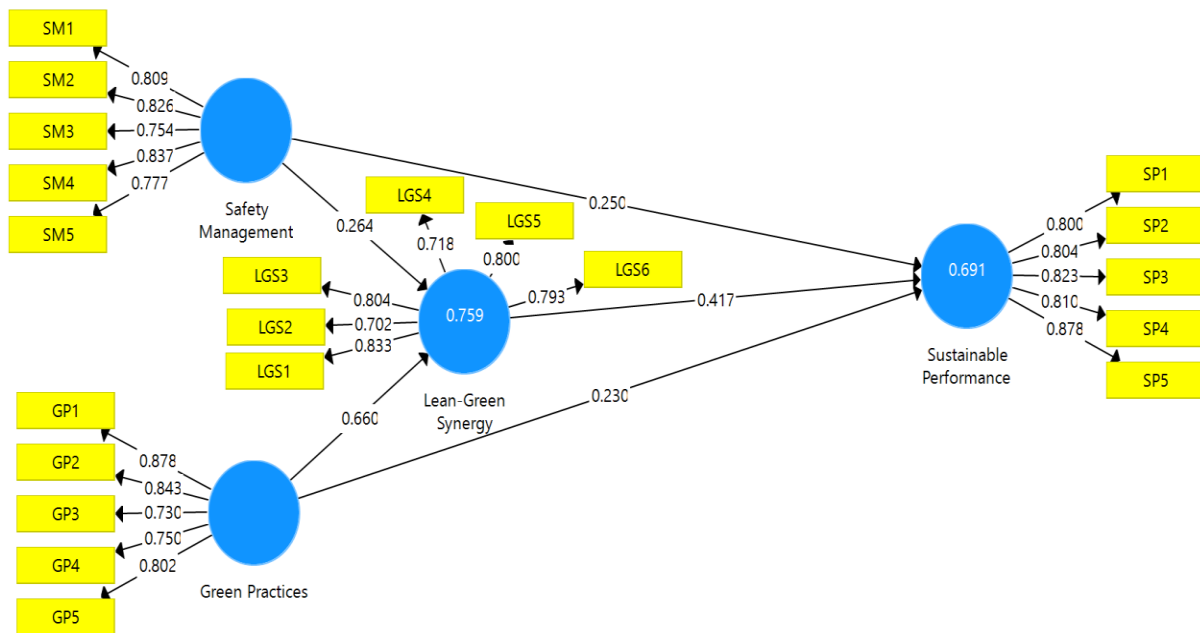 SM1
SM2
SM3
SM4
SM5
0.809
0.826
0.754
0.837
0.777
Safety
Management
0.264
0.250
LGS4
LGS5
LGS6
LGS3
LGS2
LGS1
0.718
0.800
0.793
0.804
0.702
0.833
0.759
Lean-Green
Synergy
0.417
0.660
0.230
GP1
GP2
GP3
GP4
GP5
0.878
0.843
0.730
0.750
0.802
Green Practices
0.691
Sustainable
Performance
0.800
0.804
0.823
0.810
0.878
SP1
SP2
SP3
SP4
SP5